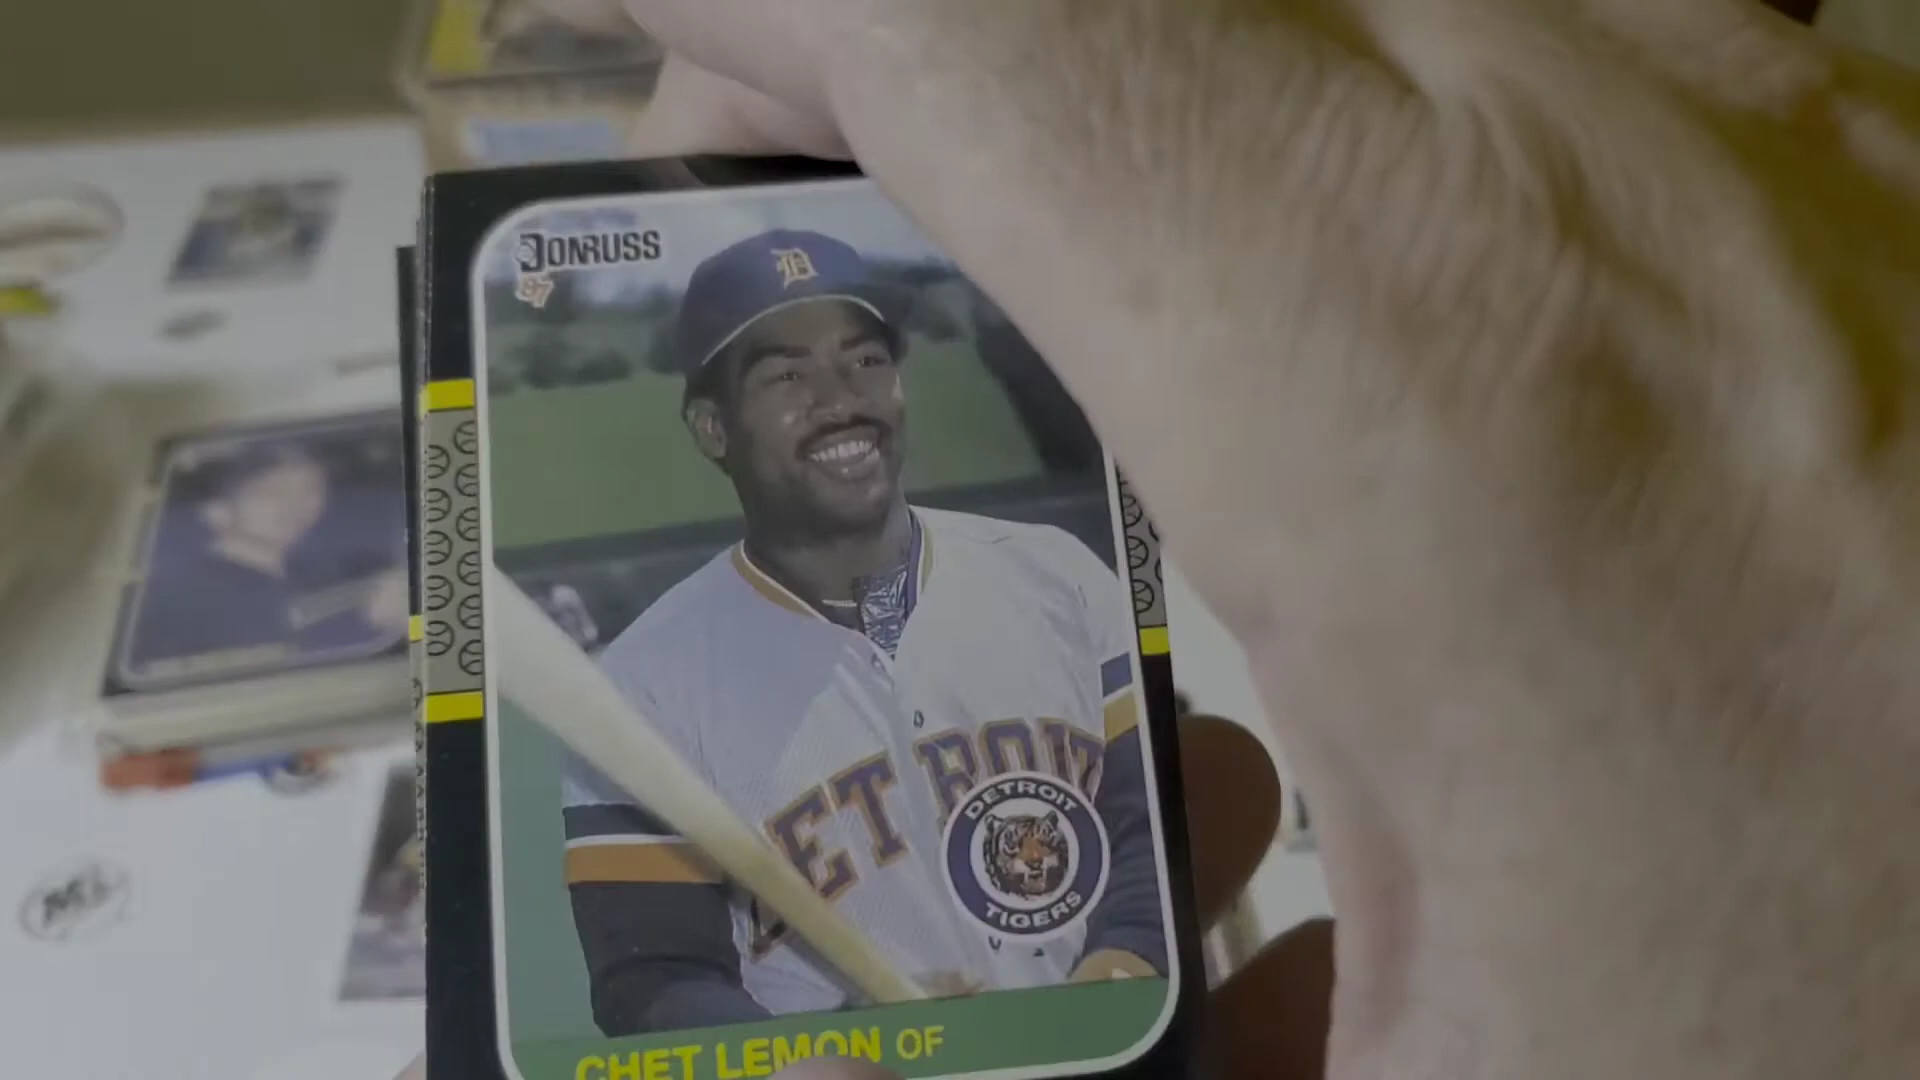 DONRUSS
87
D
DETROIT
DETROIT
TIGERS
CHET LEMON OF